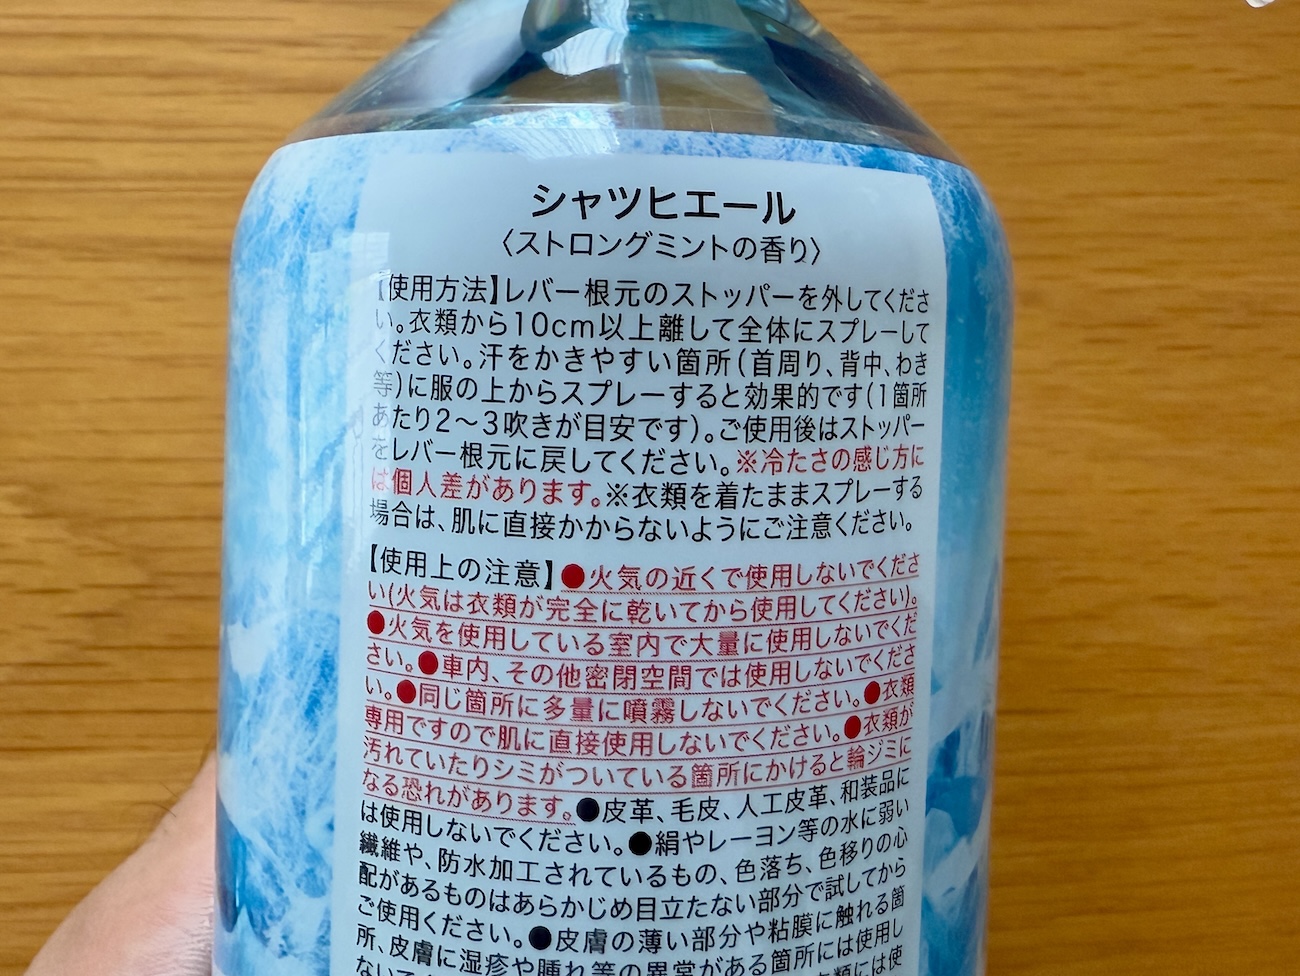 シャツヒエール
〈ストロングミントの香り〉
【使用方法】レバー根元のストッパーを外してくださ
い。衣類から10cm以上離して全体にスプレーして
ください。汗をかきやすい箇所(首周り、背中、わき
等)に服の上からスプレーすると効果的です(1箇所
あたり2〜3吹きが目安です)。ご使用後はストッパー
をレバー根元に戻してください。※冷たさの感じ方に
は個人差があります。※衣類を着たままスプレーする
場合は、肌に直接かからないようにご注意ください。
【使用上の注意】●火気の近くで使用しないでくださ
い(火気は衣類が完全に乾いてから使用してください)。
●火気を使用している室内で大量に使用しないでくだ
さい。●車内、その他密閉空間では使用しないでくださ
い。●同じ箇所に多量に噴霧しないでください。●衣類
専用ですので肌に直接使用しないでください。●衣類が
汚れていたりシミがついている箇所にかけると輪ジミに
なる恐れがあります。●皮革、毛皮、人工皮革、和装品に
は使用しないでください。●絹やレーヨン等の水に弱い
繊維や、防水加工されているもの、色落ち、色移りの心
配があるものはあらかじめ目立たない部分で試してから
ご使用ください。●皮膚の薄い部分や粘膜に触れる箇
所、皮膚に湿疹や腫れ等の異常がある箇所には使用し